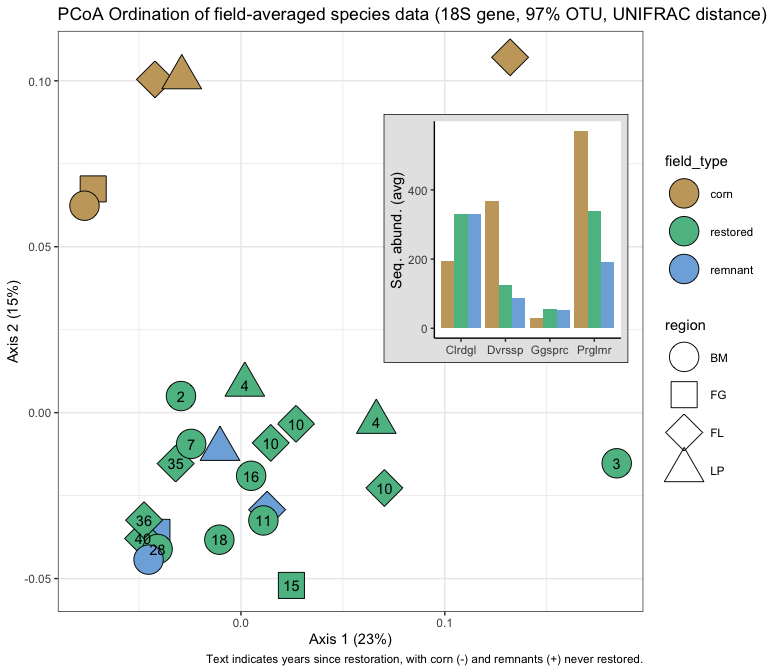 PCoA Ordination of field-averaged species data (18S gene, 97% OTU, UNIFRAC distance)
Axis 2 (15%)
0.10
0.05
0.00
-0.05
0.0
0.1
Axis 1 (23%)
Text indicates years since restoration, with corn (-) and remnants (+) never restored.
Seq. abund. (avg)
400
200
0
Clrdgl Dvrssp Ggsprc Prglmr
2
4
4
10
10
7
35
16
3
10
36
11
40
28
18
15
field_type
corn
restored
remnant
region
BM
FG
FL
LP